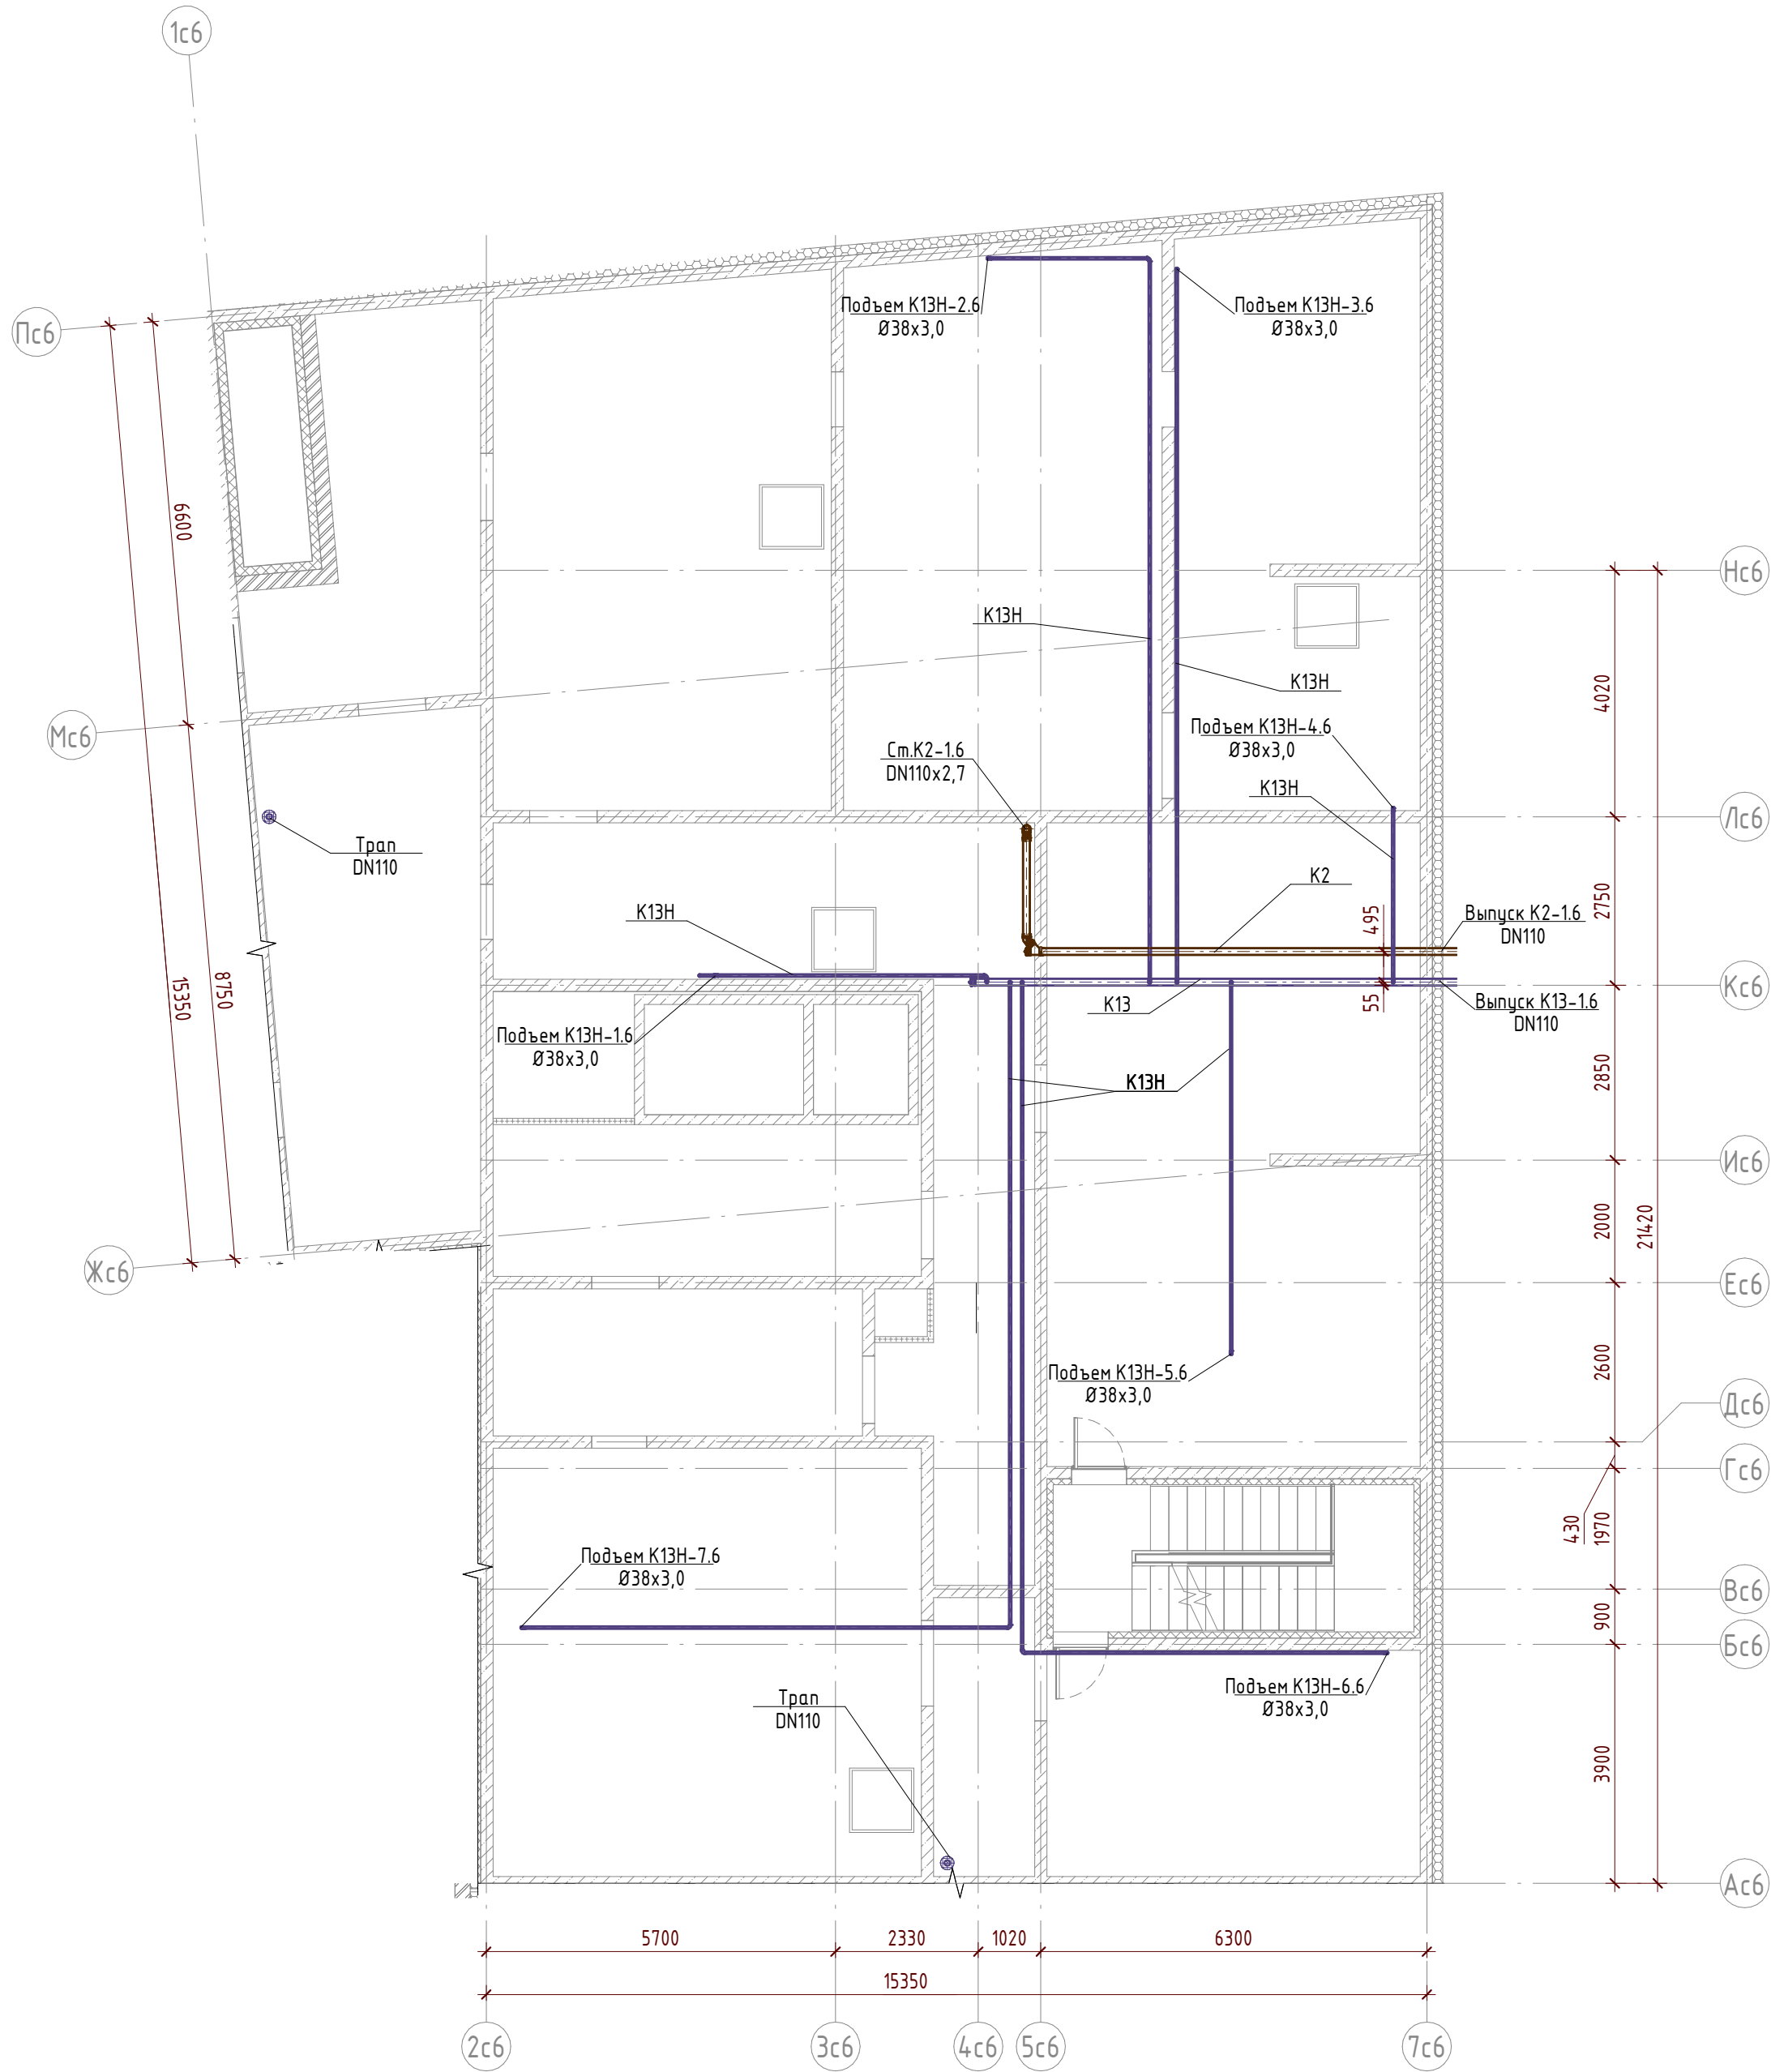 1с6
Пс6
Подъем К13Н-2.6
Ø38х3,0
Подъем К13Н-3.6
Ø38х3,0
6600
Нс6
К13Н
К13Н
4020
Мс6
Подъем К13Н-4.6
Ø38х3,0
Ст.К2-1.6
DN110х2,7
К13Н
Лс6
Трап
DN110
К2
2750
К13Н
495
Выпуск К2-1.6
DN110
8750
15350
Кс6
К13
55
Выпуск К13-1.6
DN110
Подъем К13Н-1.6
Ø38х3,0
К13Н
2850
Ис6
2000
21420
Жс6
Ес6
2600
Подъем К13Н-5.6
Ø38х3,0
Дс6
Гс6
430
1970
Подъем К13Н-7.6
Ø38х3,0
Вс6
900
Бс6
Подъем К13Н-6.6
Ø38х3,0
Трап
DN110
3900
Ас6
5700
2330
1020
6300
15350
2с6
3с6
4с6
5с6
7с6